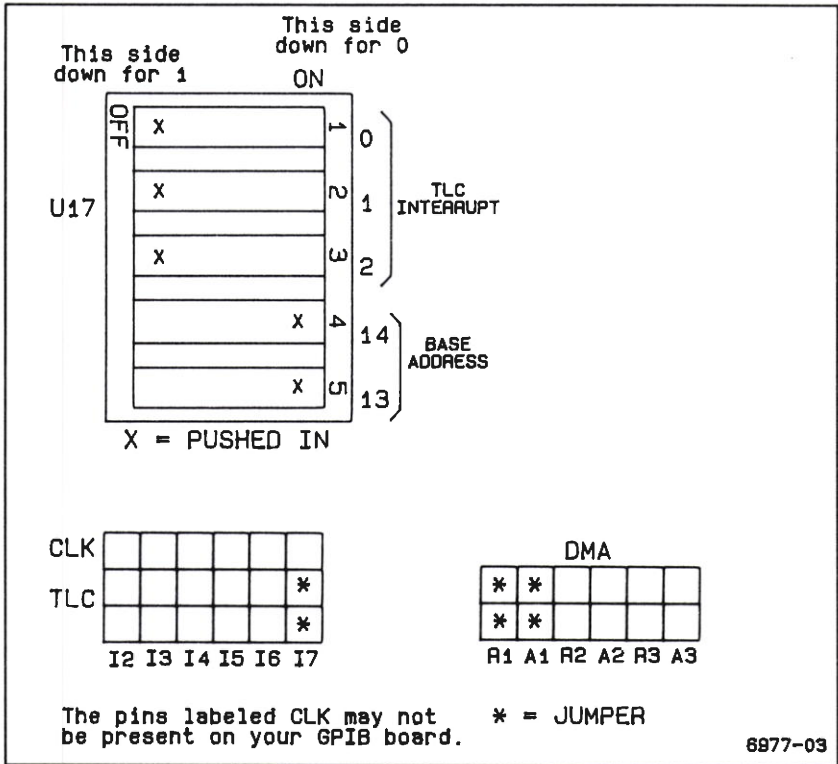 This side
down for 0
This side
down for 1
ON
OFF
U17
X 1 0
X 2 1
X 3 2
TLC
INTERRUPT
X 4 14
X 5 13
BASE
ADDRESS
X = PUSHED IN
CLK
TLC
*
*
I2 I3 I4 I5 I6 I7
DMA
* *
* *
R1 A1 R2 A2 R3 A3
The pins labeled CLK may not
be present on your GPIB board.
* = JUMPER
6977-03